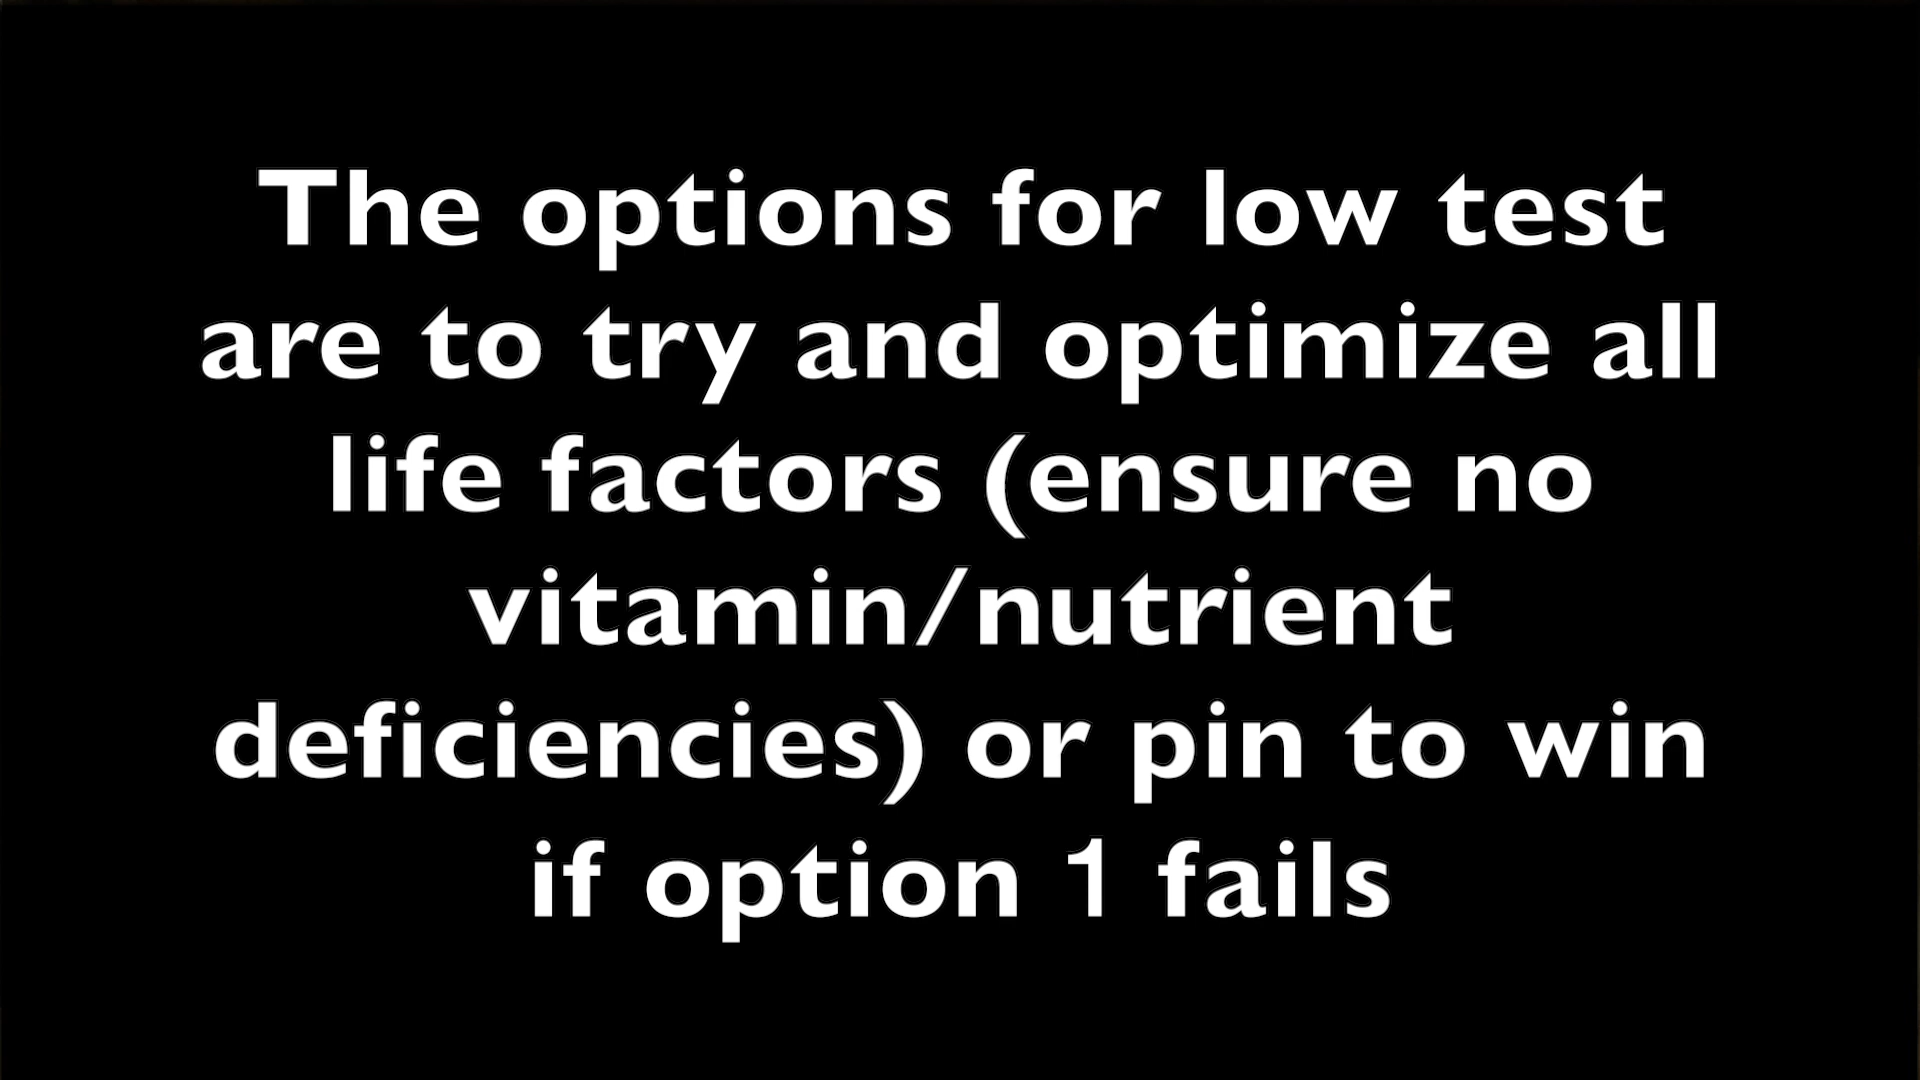 The options for low test
are to try and optimize all
life factors (ensure no
vitamin/nutrient
deficiencies) or pin to win
if option 1 fails